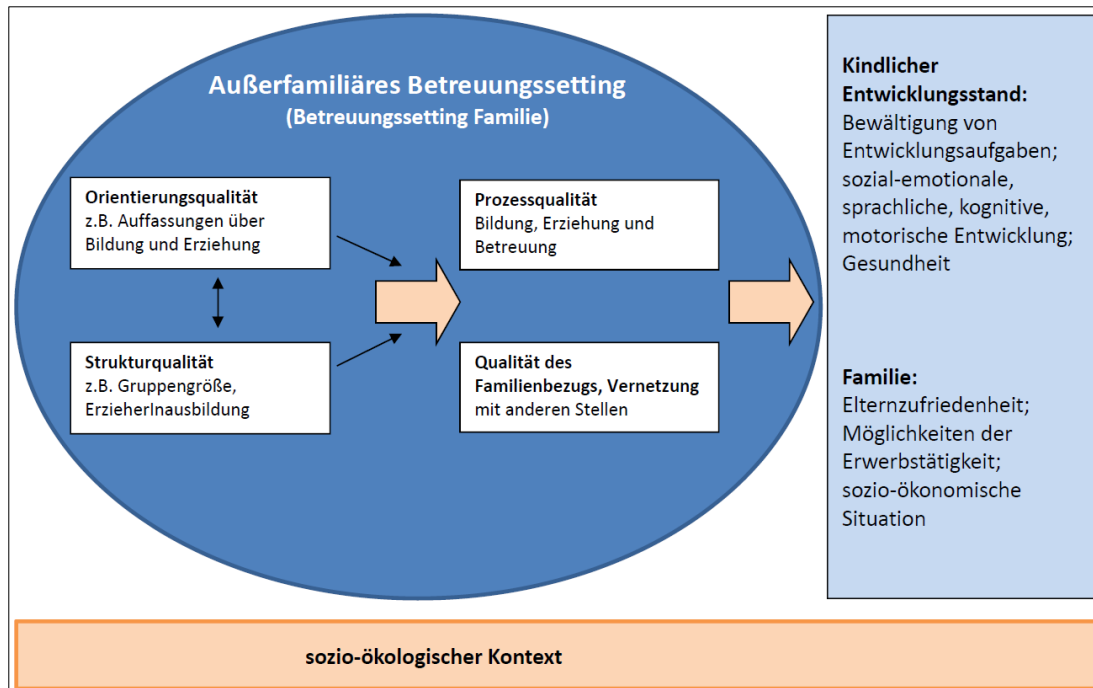 Außerfamiliäres Betreuungssetting
(Betreuungssetting Familie)
Orientierungsqualität
z.B. Auffassungen über
Bildung und Erziehung
Prozessqualität
Bildung, Erziehung und
Betreuung
Strukturqualität
z.B. Gruppengröße,
ErzieherInausbildung
Qualität des
Familienbezugs, Vernetzung
mit anderen Stellen
Kindlicher
Entwicklungsstand:
Bewältigung von
Entwicklungsaufgaben;
sozial-emotionale,
sprachliche, kognitive,
motorische Entwicklung;
Gesundheit
Familie:
Elternzufriedenheit;
Möglichkeiten der
Erwerbstätigkeit;
sozio-ökonomische
Situation
sozio-ökologischer Kontext